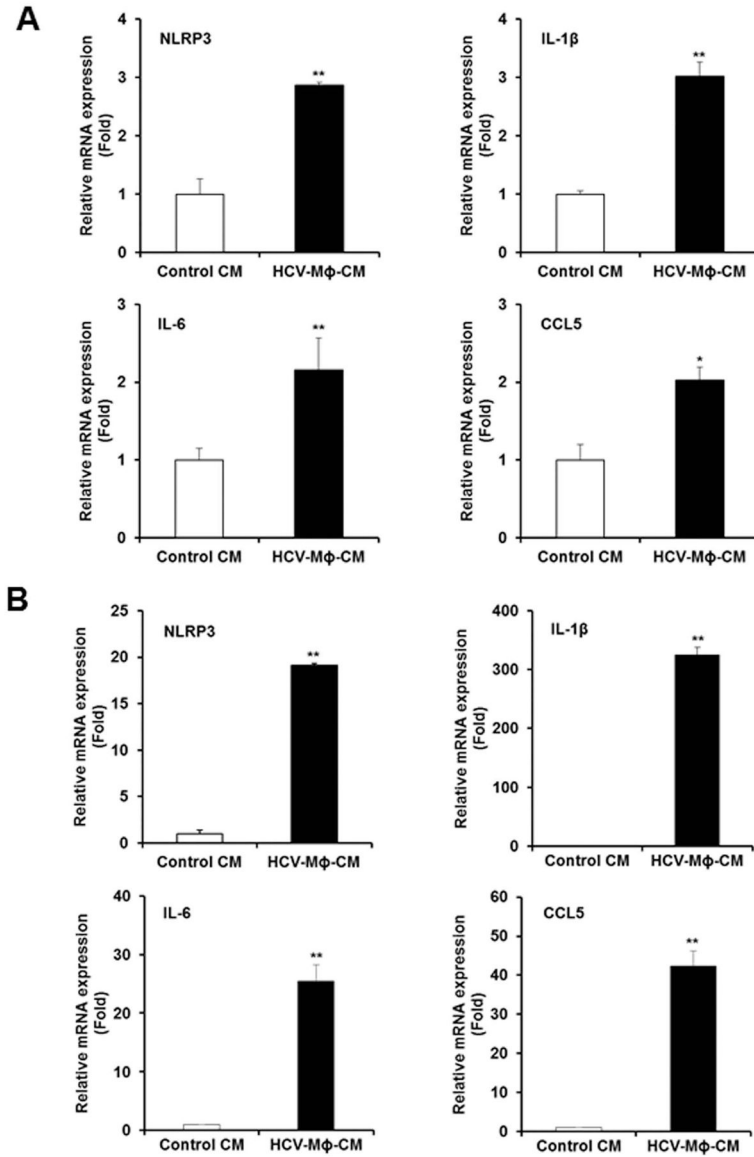 A
NLRP3
Relative mRNA expression
(Fold)
4
3
2
1
0
**
Control CM
HCV-Mϕ-CM
IL-1β
Relative mRNA expression
(Fold)
4
3
2
1
0
**
Control CM
HCV-Mϕ-CM
IL-6
Relative mRNA expression
(Fold)
3
2
1
0
**
Control CM
HCV-Mϕ-CM
CCL5
Relative mRNA expression
(Fold)
3
2
1
0
*
Control CM
HCV-Mϕ-CM
B
NLRP3
Relative mRNA expression
(Fold)
25
20
15
10
5
0
**
Control CM
HCV-Mϕ-CM
IL-1β
Relative mRNA expression
(Fold)
400
300
200
100
0
**
Control CM
HCV-Mϕ-CM
IL-6
Relative mRNA expression
(Fold)
40
30
20
10
0
**
Control CM
HCV-Mϕ-CM
CCL5
Relative mRNA expression
(Fold)
60
50
40
30
20
10
0
**
Control CM
HCV-Mϕ-CM